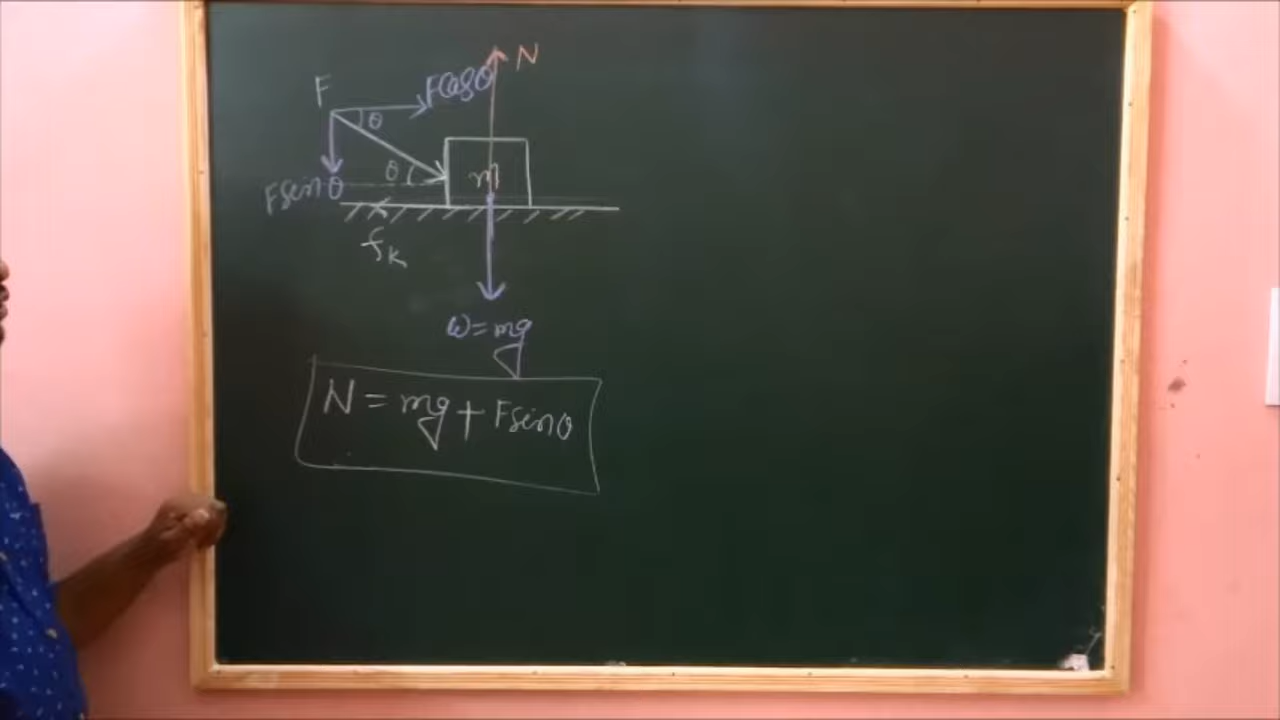 N
F
Fcosθ
θ
θ
m
Fsinθ
fk
W=mg
N = mg + Fsinθ